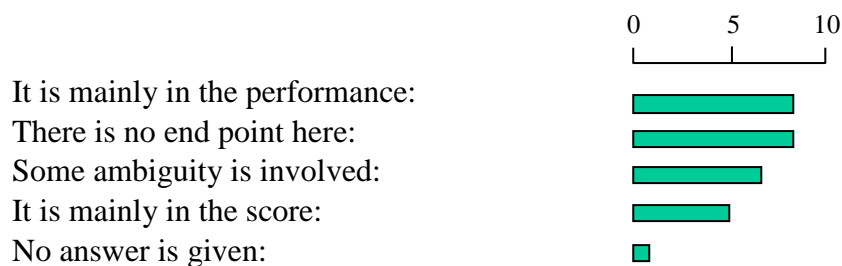 0 5 10
It is mainly in the performance:
There is no end point here:
Some ambiguity is involved:
It is mainly in the score:
No answer is given: